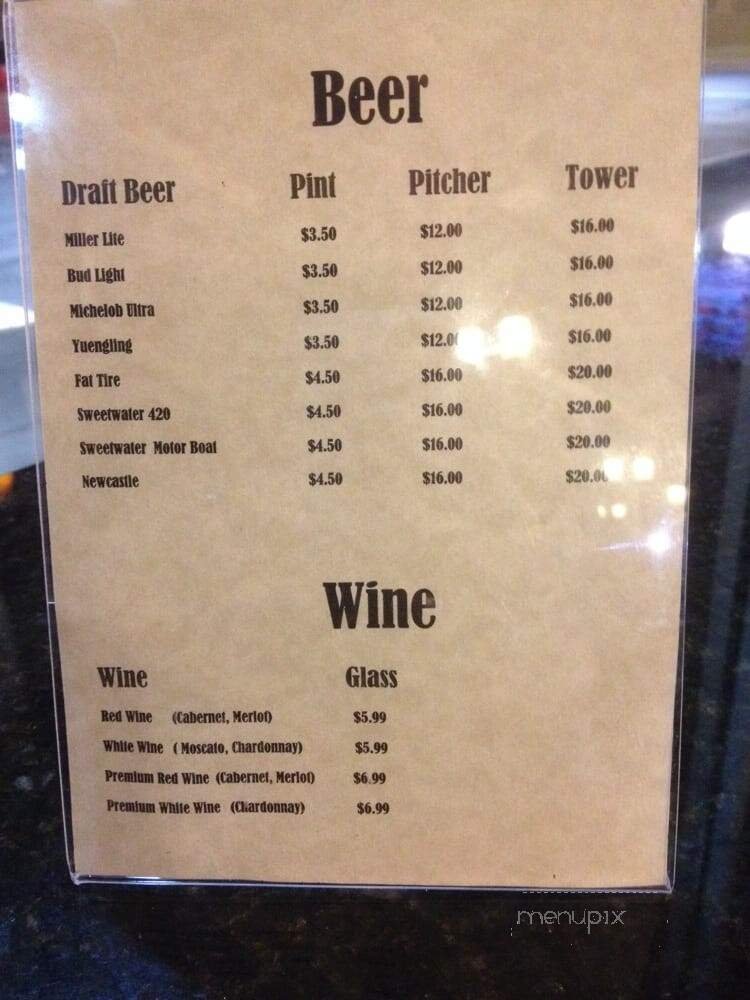 Beer
Draft Beer Pint Pitcher Tower
Miller Lite $3.50 $12.00 $16.00
Bud Light $3.50 $12.00 $16.00
Michelob Ultra $3.50 $12.00 $16.00
Yuengling $3.50 $12.00 $16.00
Fat Tire $4.50 $16.00 $20.00
Sweetwater 420 $4.50 $16.00 $20.00
Sweetwater Motor Boat $4.50 $16.00 $20.00
Newcastle $4.50 $16.00 $20.00
Wine
Wine Glass
Red Wine (Cabernet, Merlot) $5.99
White Wine ( Moscato, Chardonnay) $5.99
Premium Red Wine (Cabernet, Merlot) $6.99
Premium White Wine (Chardonnay) $6.99
menupix